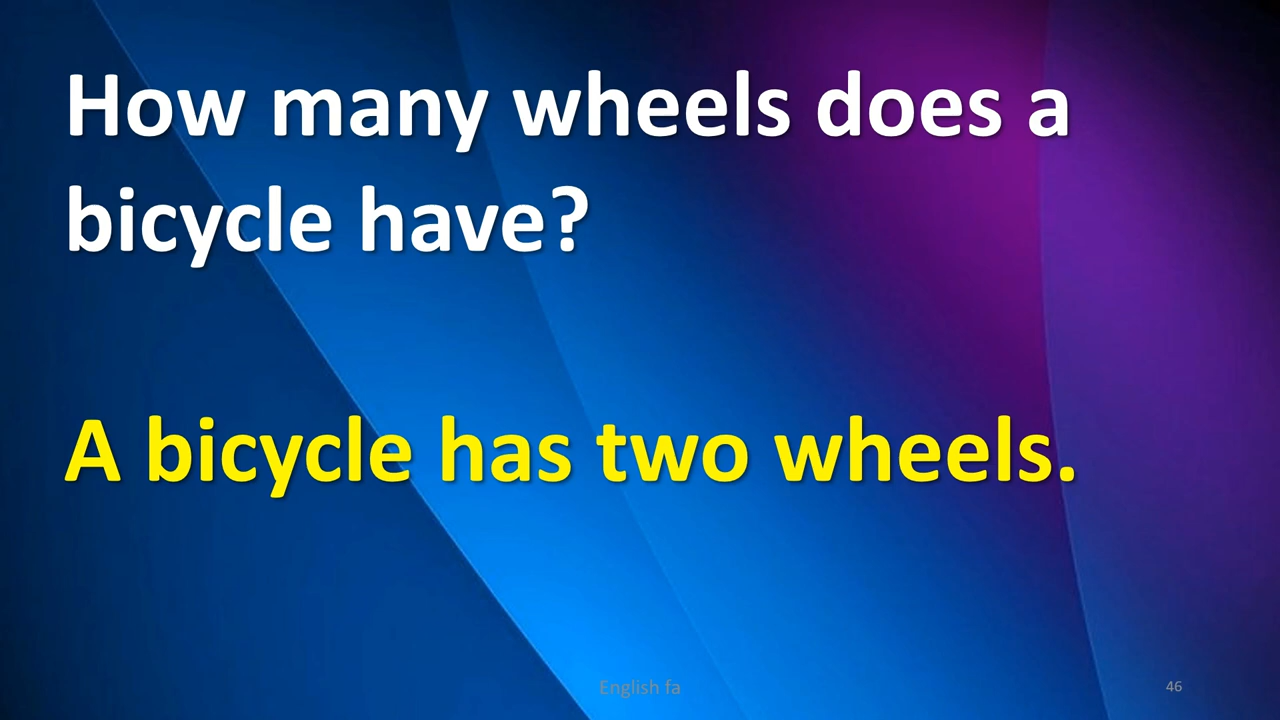 How many wheels does a
bicycle have?
A bicycle has two wheels.
English fa
46